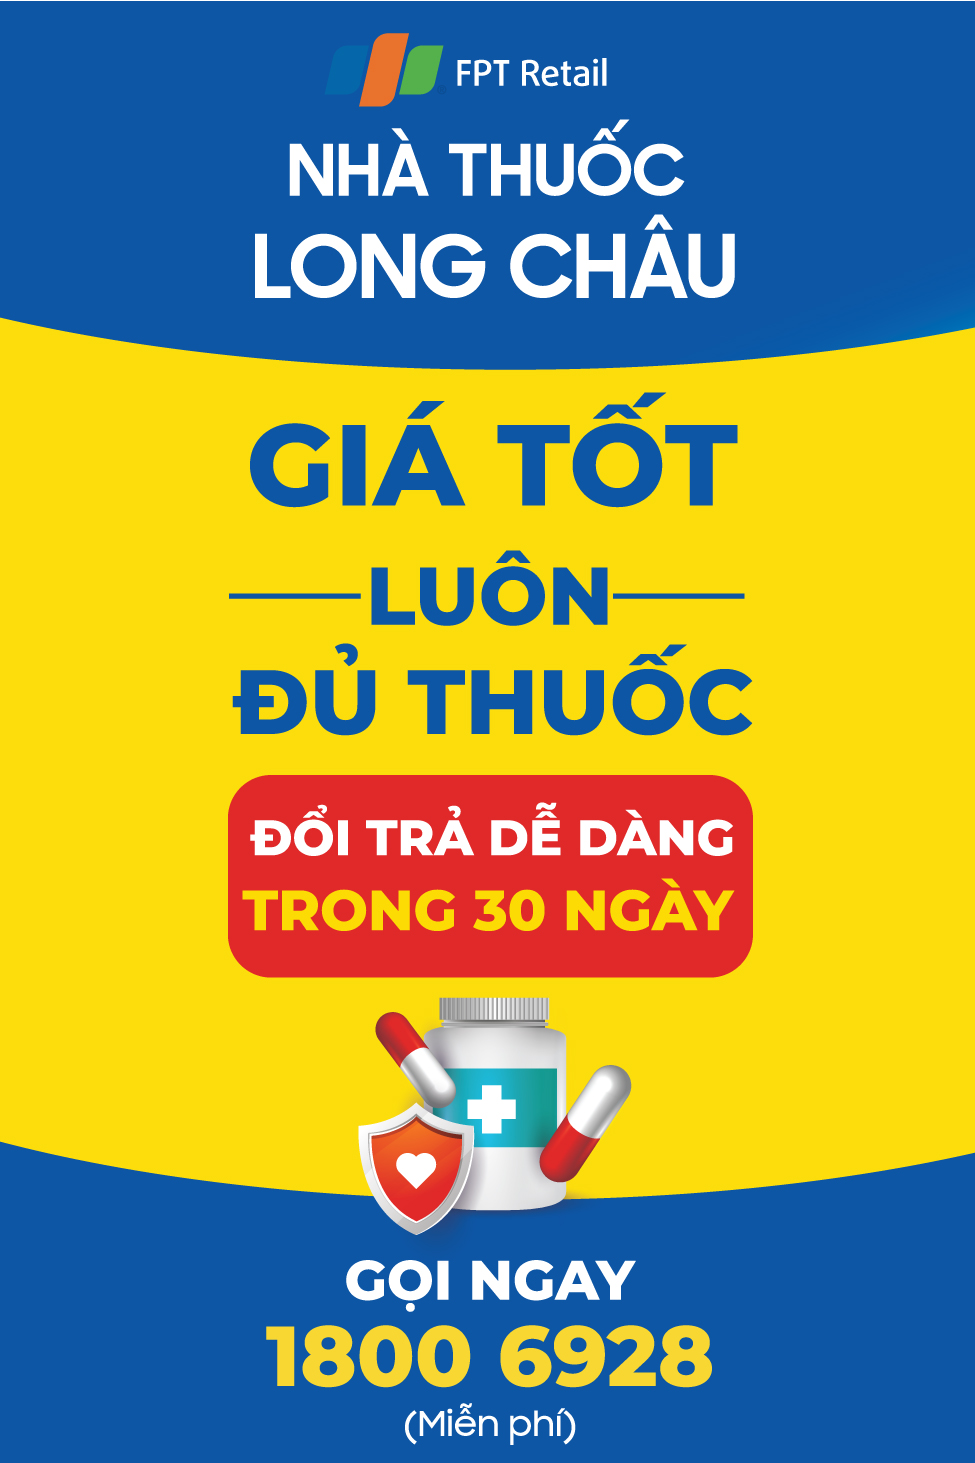 FPT Retail
NHÀ THUỐC
LONG CHÂU
GIÁ TỐT
LUÔN
ĐỦ THUỐC
ĐỔI TRẢ DỄ DÀNG
TRONG 30 NGÀY
GỌI NGAY
1800 6928
(Miễn phí)